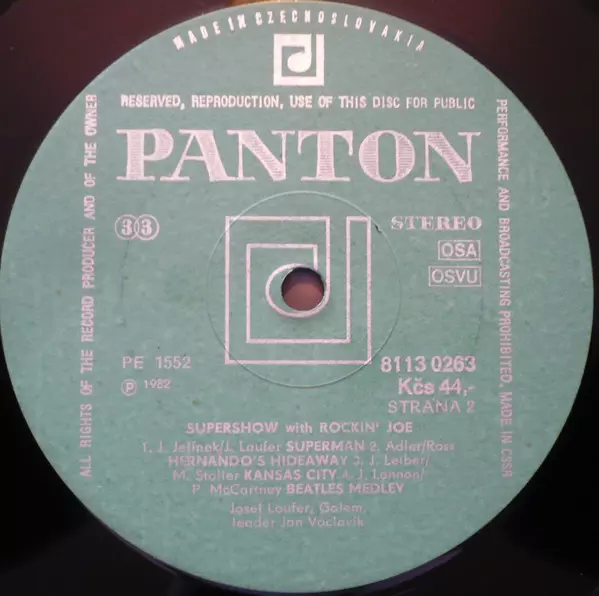 MADE IN CZECHOSLOVAKIA
RESERVED, REPRODUCTION, USE OF THIS DISC FOR PUBLIC
PERFORMANCE AND BROADCASTING PROHIBITED, MADE IN CSSR
ALL RIGHTS OF THE RECORD PRODUCER AND OF THE OWNER
PANTON
33
STEREO
OSA
OSVU
PE 1552
℗ 1982
8113 0263
Kčs 44,-
STRANA 2
SUPERSHOW with ROCKIN' JOE
1. J. Jelínek/J. Laufer SUPERMAN 2. Adler/Ross
HERNANDO'S HIDEAWAY 3. J. Leiber/
M. Stoller KANSAS CITY 4. J. Lennon/
P. McCartney BEATLES MEDLEY
Josef Laufer, Golem,
leader Jan Václavík